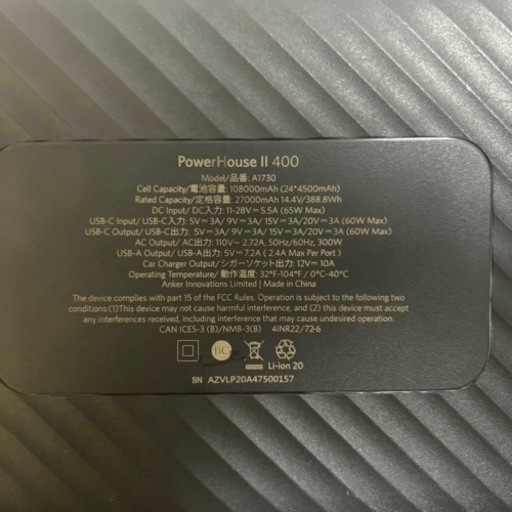 PowerHouse II 400
Model/品番: A1730
Cell Capacity/電池容量: 108000mAh (24*4500mAh)
Rated Capacity/定格容量: 27000mAh 14.4V/388.8Wh
DC Input/ DC入力: 11-28V⎓5.5A (65W Max)
USB-C Input/ USB-C入力: 5V⎓3A/ 9V⎓3A/ 15V⎓3A/20V⎓3A (60W Max)
USB-C Output/ USB-C出力: 5V⎓3A/ 9V⎓3A/ 15V⎓3A/20V⎓3A (60W Max)
AC Output/ AC出力: 110V~ 2.72A, 50Hz/60Hz, 300W
USB-A Output/ USB-A出力: 5V⎓7.2A ( 2.4A Max Per Port )
Car Charger Output/ シガーソケット出力: 12V⎓10A
Operating Temperature/ 動作温度: 32°F-104°F / 0°C-40°C
Anker Innovations Limited | Made in China
The device complies with part 15 of the FCC Rules. Operation is subject to the following two
conditions:(1)This device may not cause harmful interference, and (2) this device must accept
any interferences received, including interference that may cause undesired operation.
CAN ICES-3 (B)/NMB-3(B) 4INR22/72-6
BC
Li-ion 20
SN: AZVLP20A47500157